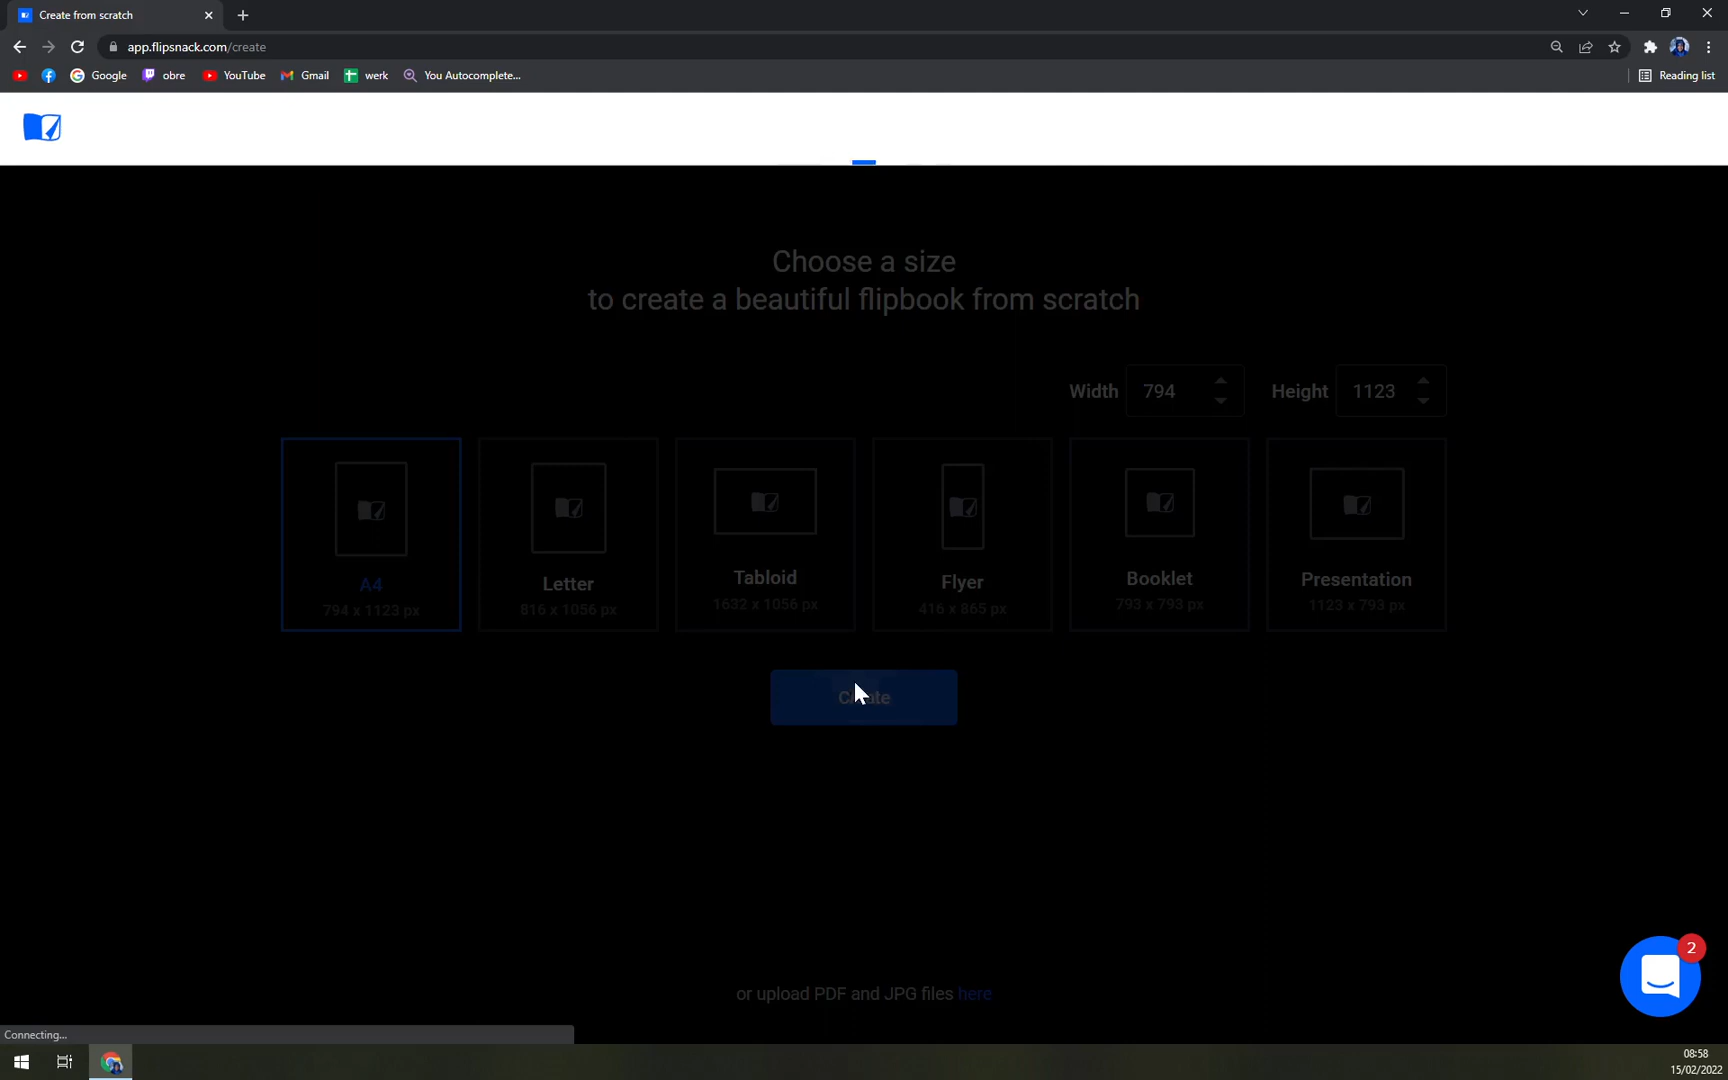 Create from scratch
app.flipsnack.com/create
Google
obre
YouTube
Gmail
werk
You Autocomplete...
Reading list
Choose a size
to create a beautiful flipbook from scratch
Width 794 Height 1123
A4
794 x 1123 px
Letter
816 x 1056 px
Tabloid
1632 x 1056 px
Flyer
416 x 865 px
Booklet
793 x 793 px
Presentation
1123 x 793 px
Create
or upload PDF and JPG files here
2
Connecting...
08:58
15/02/2022